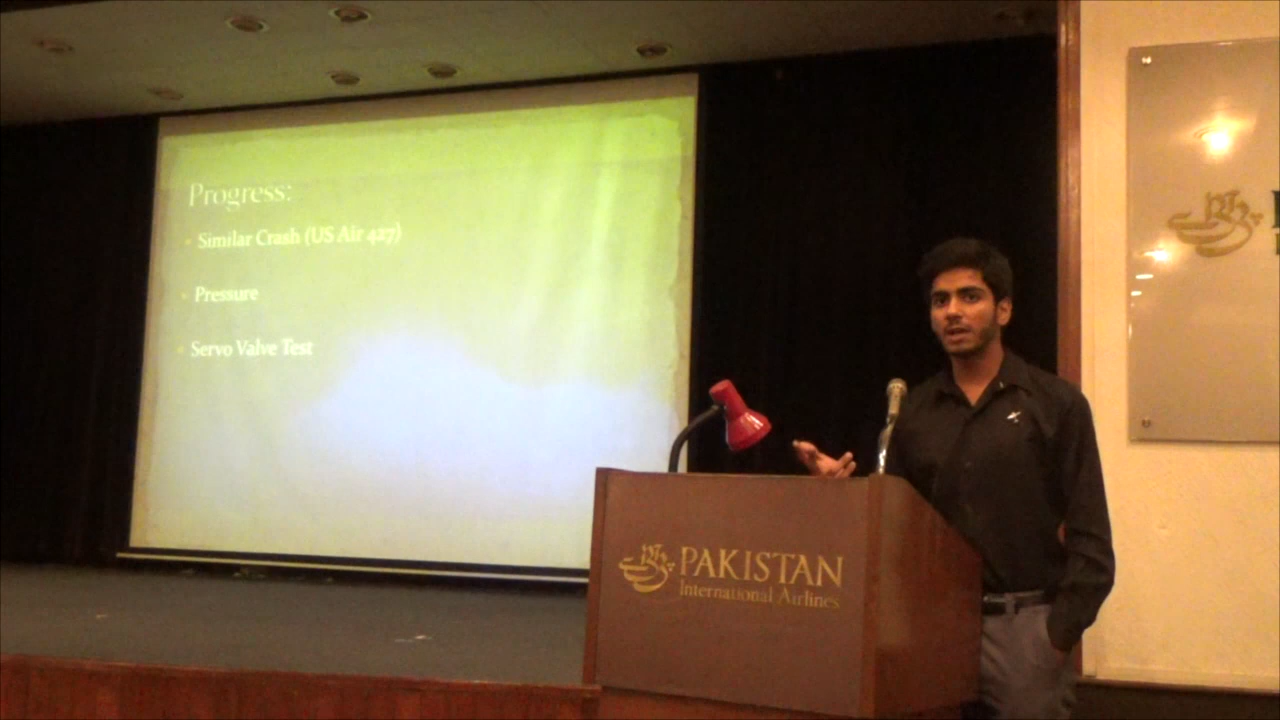 Progress:
Similar Crash (US Air 427)
Pressure
Servo Valve Test
PAKISTAN
International Airlines